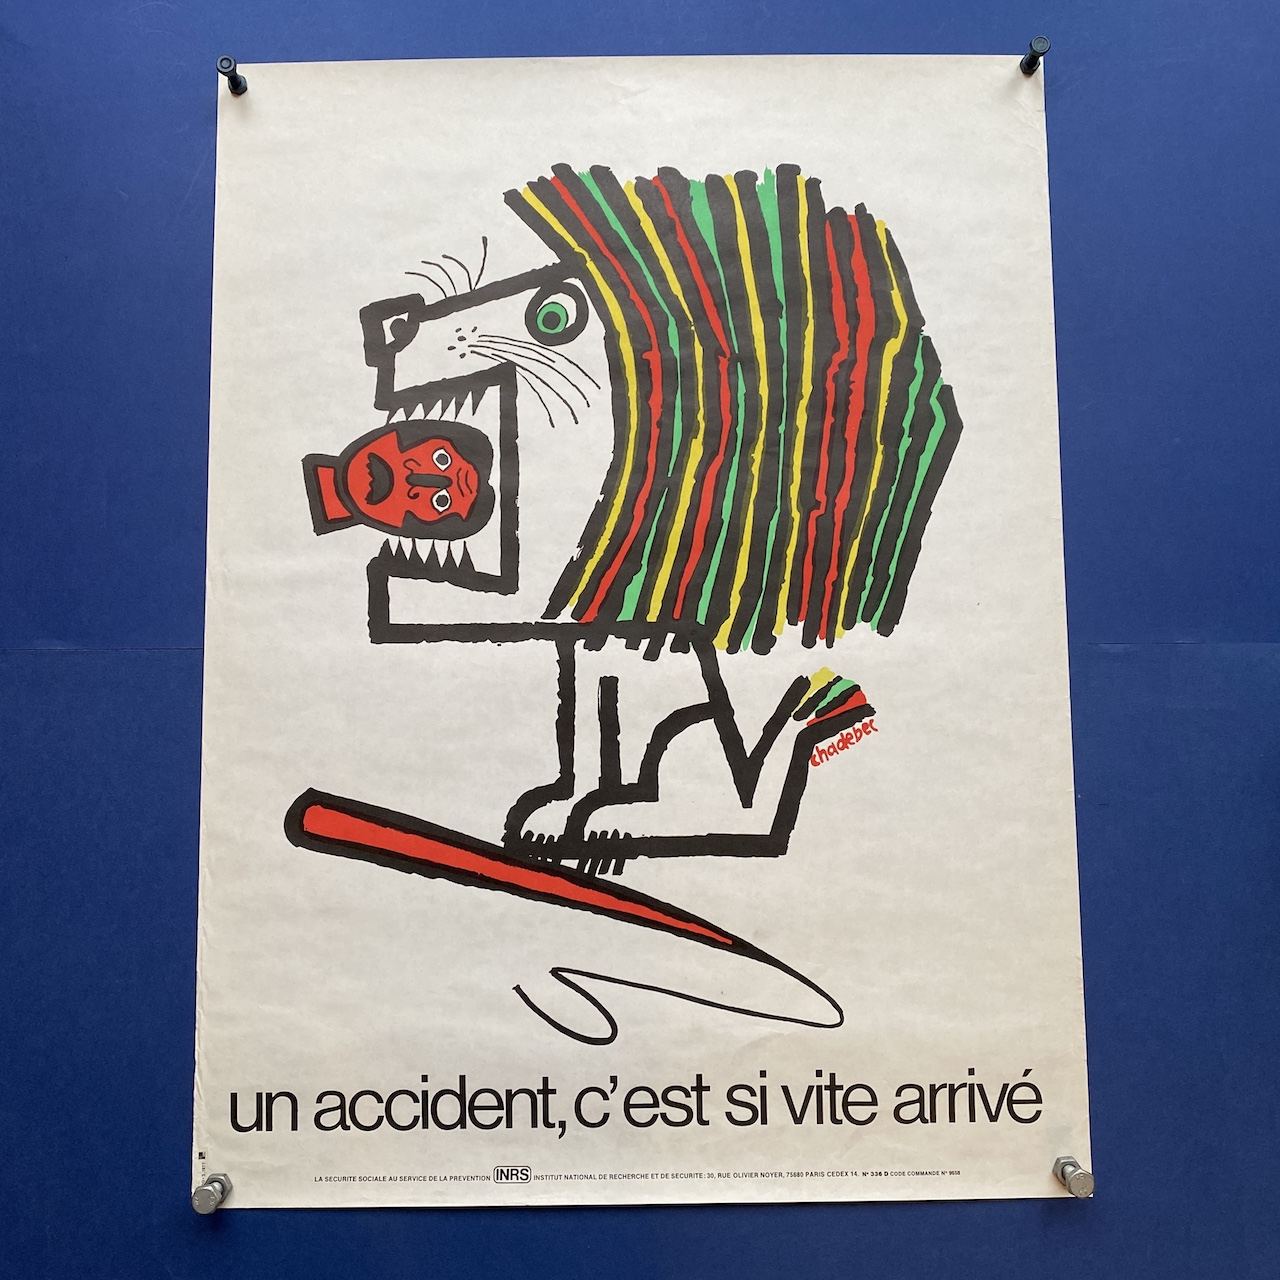 chadebec
un accident, c'est si vite arrivé
LA SECURITE SOCIALE AU SERVICE DE LA PREVENTION INRS INSTITUT NATIONAL DE RECHERCHE ET DE SECURITE: 30, RUE OLIVIER NOYER, 75680 PARIS CEDEX 14. N° 336 D CODE COMMANDE N° 9658